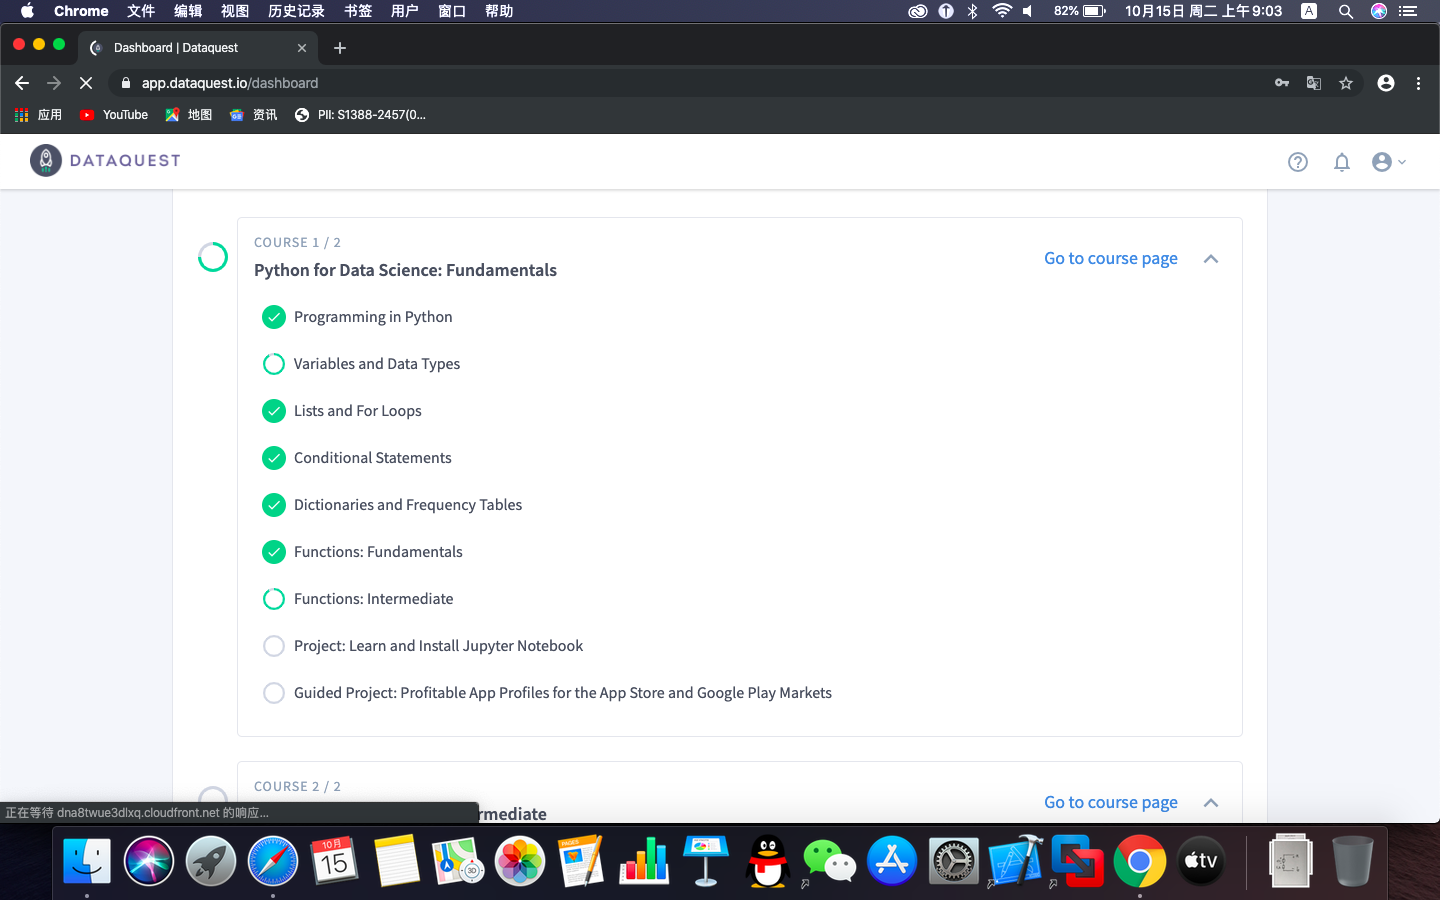 Chrome 文件 编辑 视图 历史记录 书签 用户 窗口 帮助 82% 10月15日 周二 上午9:03 A
Dashboard | Dataquest
app.dataquest.io/dashboard
应用 YouTube 地图 资讯 PII: S1388-2457(0...
DATAQUEST
COURSE 1 / 2
Python for Data Science: Fundamentals
Go to course page
Programming in Python
Variables and Data Types
Lists and For Loops
Conditional Statements
Dictionaries and Frequency Tables
Functions: Fundamentals
Functions: Intermediate
Project: Learn and Install Jupyter Notebook
Guided Project: Profitable App Profiles for the App Store and Google Play Markets
COURSE 2 / 2
rmediate
Go to course page
正在等待 dna8twue3dlxq.cloudfront.net 的响应...
10月
15
3D
PAGES
tv